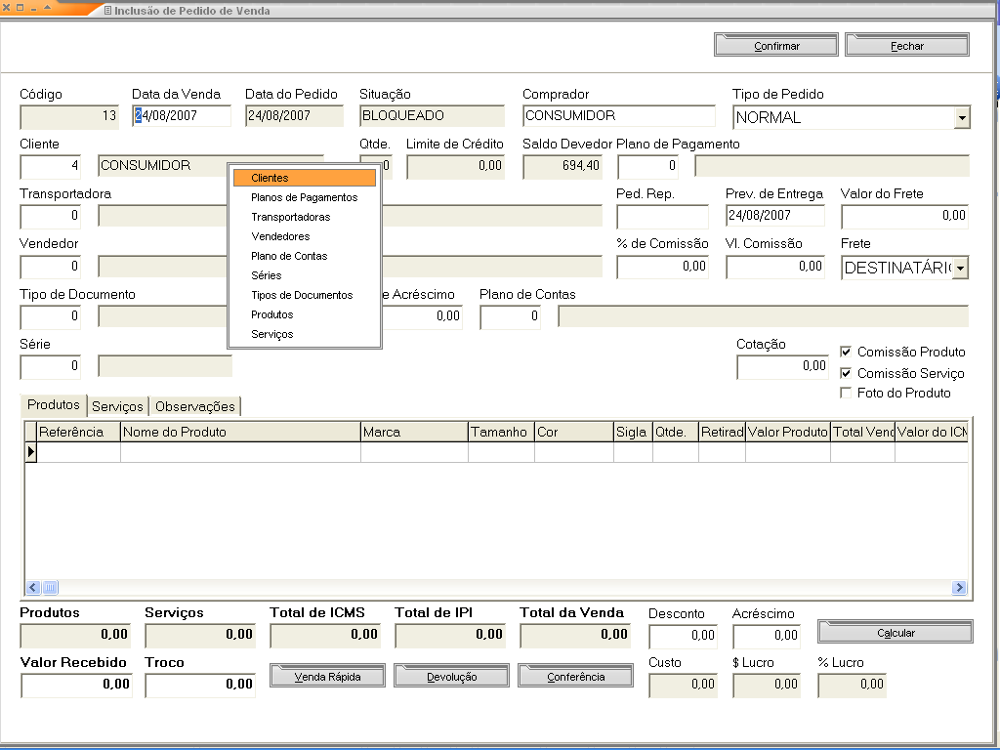 Inclusão de Pedido de Venda
Confirmar Fechar
Código Data da Venda Data do Pedido Situação Comprador Tipo de Pedido
13 24/08/2007 24/08/2007 BLOQUEADO CONSUMIDOR NORMAL
Cliente Qtde. Limite de Crédito Saldo Devedor Plano de Pagamento
4 CONSUMIDOR 0 0,00 694,40 0
Clientes
Planos de Pagamentos
Transportadoras
Vendedores
Plano de Contas
Séries
Tipos de Documentos
Produtos
Serviços
Transportadora Ped. Rep. Prev. de Entrega Valor do Frete
0 24/08/2007 0,00
Vendedor % de Comissão Vl. Comissão Frete
0 0,00 0,00 DESTINATÁRIO
Tipo de Documento e Acréscimo Plano de Contas
0 0,00 0
Série Cotação
0 0,00
Comissão Produto
Comissão Serviço
Foto do Produto
Produtos Serviços Observações
Referência Nome do Produto Marca Tamanho Cor Sigla Qtde. Retirad Valor Produto Total Vend Valor do ICM
Produtos Serviços Total de ICMS Total de IPI Total da Venda Desconto Acréscimo
0,00 0,00 0,00 0,00 0,00 0,00 0,00 Calcular
Valor Recebido Troco Custo $ Lucro % Lucro
0,00 0,00 Venda Rápida Devolução Conferência 0,00 0,00 0,00